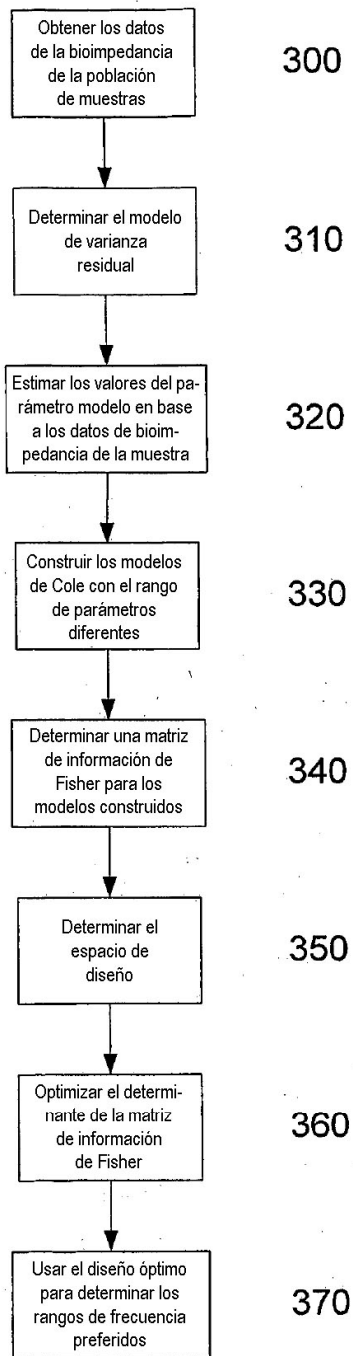 Obtener los datos
de la bioimpedancia
de la población
de muestras
300
Determinar el modelo
de varianza
residual
310
Estimar los valores del pa-
rámetro modelo en base
a los datos de bioim-
pedancia de la muestra
320
Construir los modelos
de Cole con el rango
de parámetros
diferentes
330
Determinar una matriz
de información de
Fisher para los
modelos construidos
340
Determinar el
espacio de
diseño
350
Optimizar el determi-
nante de la matriz
de información
de Fisher
360
Usar el diseño óptimo
para determinar los
rangos de frecuencia
preferidos
370